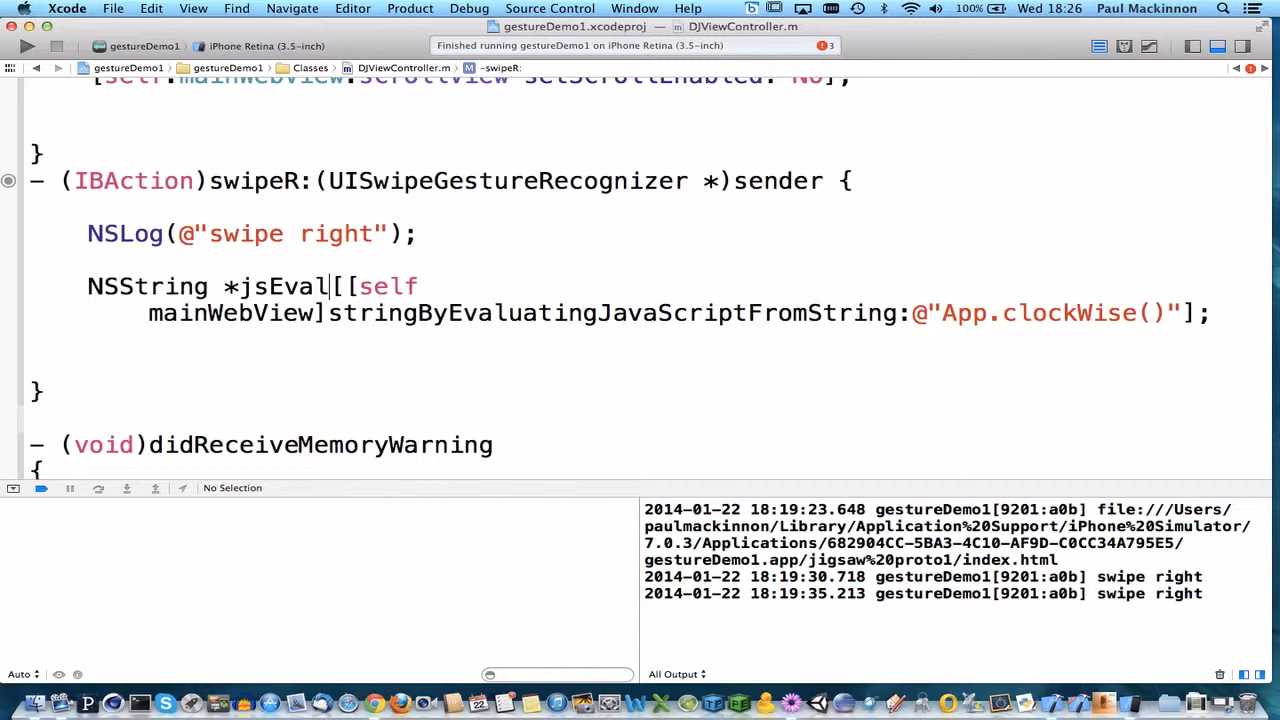 Xcode File Edit View Find Navigate Editor Product Debug Source Control Window Help 100% Wed 18:26 Paul Mackinnon
gestureDemo1.xcodeproj — DJViewController.m
gestureDemo1 iPhone Retina (3.5-inch) Finished running gestureDemo1 on iPhone Retina (3.5-inch) 3
gestureDemo1 gestureDemo1 Classes DJViewController.m M -swipeR:
[self.mainWebView.scrollView setScrollEnabled: No];
}
- (IBAction)swipeR:(UISwipeGestureRecognizer *)sender {
NSLog(@"swipe right");
NSString *jsEval[[self
mainWebView]stringByEvaluatingJavaScriptFromString:@"App.clockWise()"];
}
- (void)didReceiveMemoryWarning
{
No Selection
2014-01-22 18:19:23.648 gestureDemo1[9201:a0b] file:///Users/
paulmackinnon/Library/Application%20Support/iPhone%20Simulator/
7.0.3/Applications/682904CC-5BA3-4C10-AF9D-C0CC34A795E5/
gestureDemo1.app/jigsaw%20proto1/index.html
2014-01-22 18:19:30.718 gestureDemo1[9201:a0b] swipe right
2014-01-22 18:19:35.213 gestureDemo1[9201:a0b] swipe right
Auto All Output